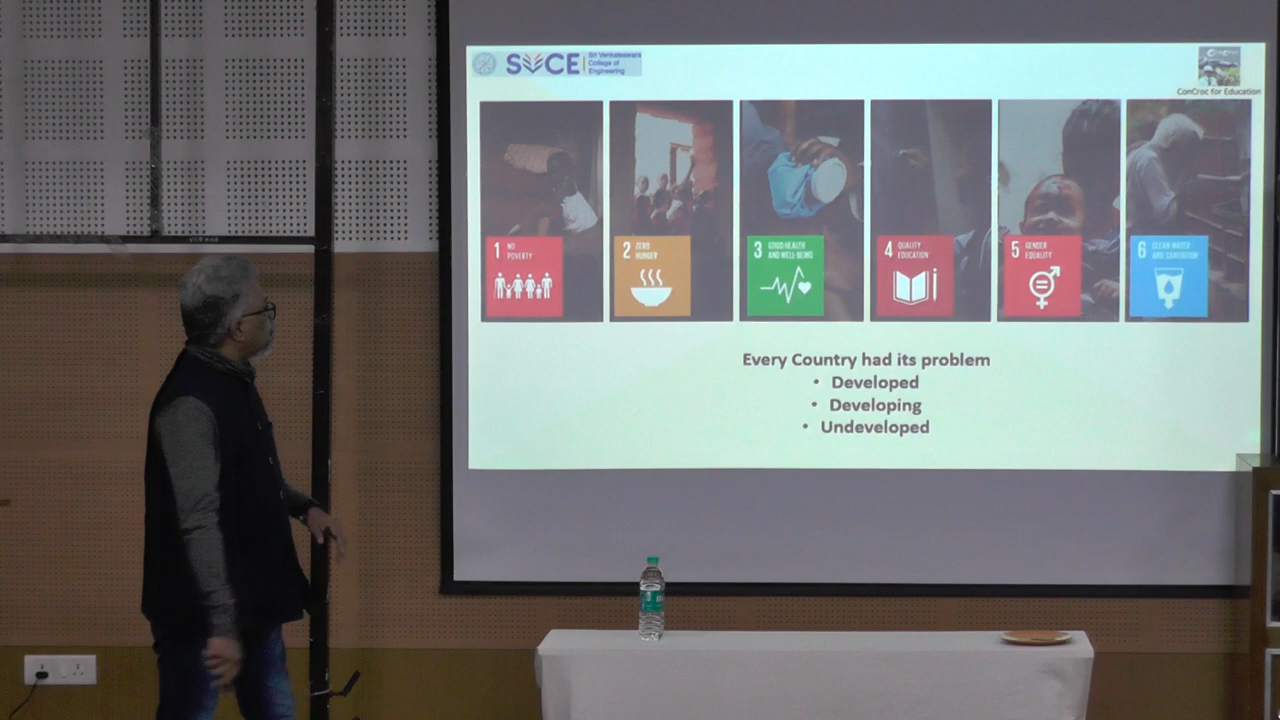 SVCE
Sri Venkateswara
College of
Engineering
ConCroc for Education
1 NO
POVERTY
2 ZERO
HUNGER
3 GOOD HEALTH
AND WELL-BEING
4 QUALITY
EDUCATION
5 GENDER
EQUALITY
6 CLEAN WATER
AND SANITATION
Every Country had its problem
• Developed
• Developing
• Undeveloped